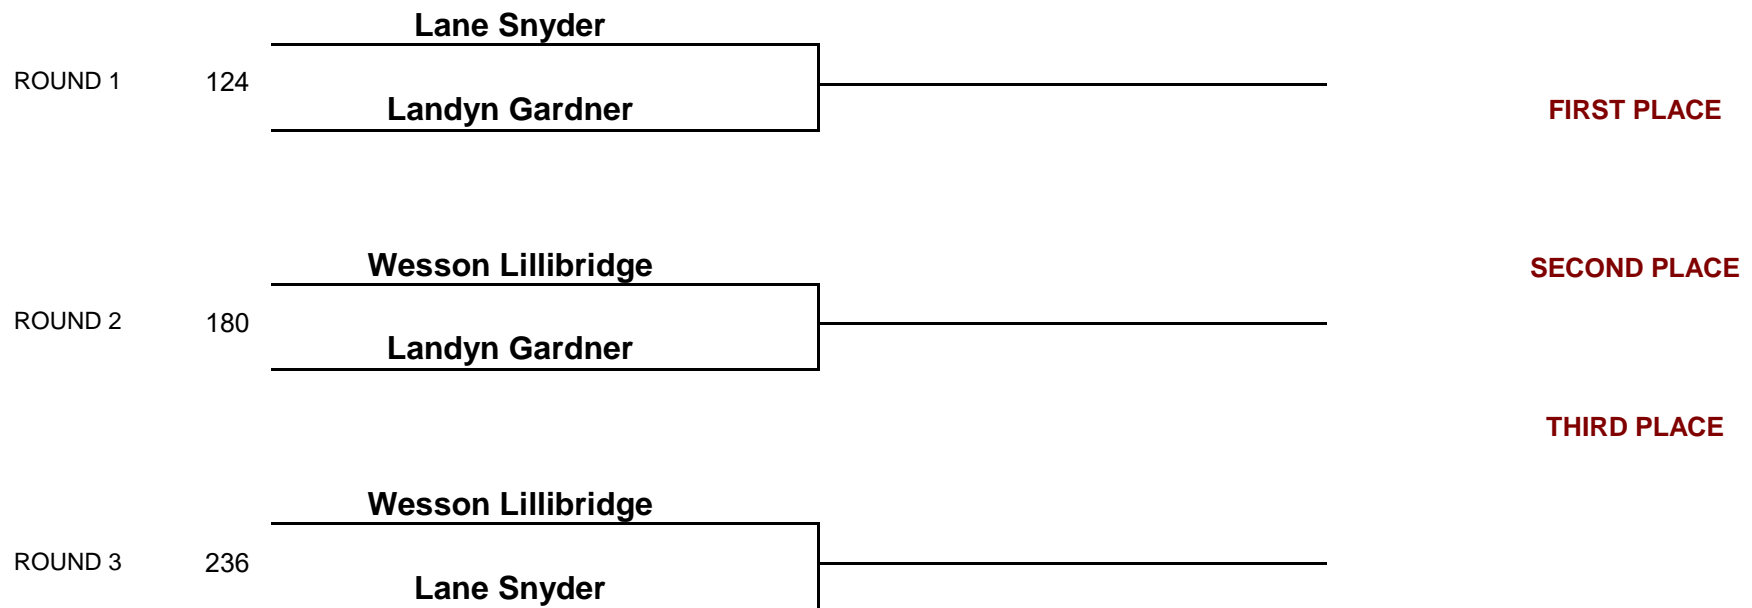 Lane Snyder
ROUND 1 124
Landyn Gardner
FIRST PLACE
Wesson Lillibridge
SECOND PLACE
ROUND 2 180
Landyn Gardner
THIRD PLACE
Wesson Lillibridge
ROUND 3 236
Lane Snyder